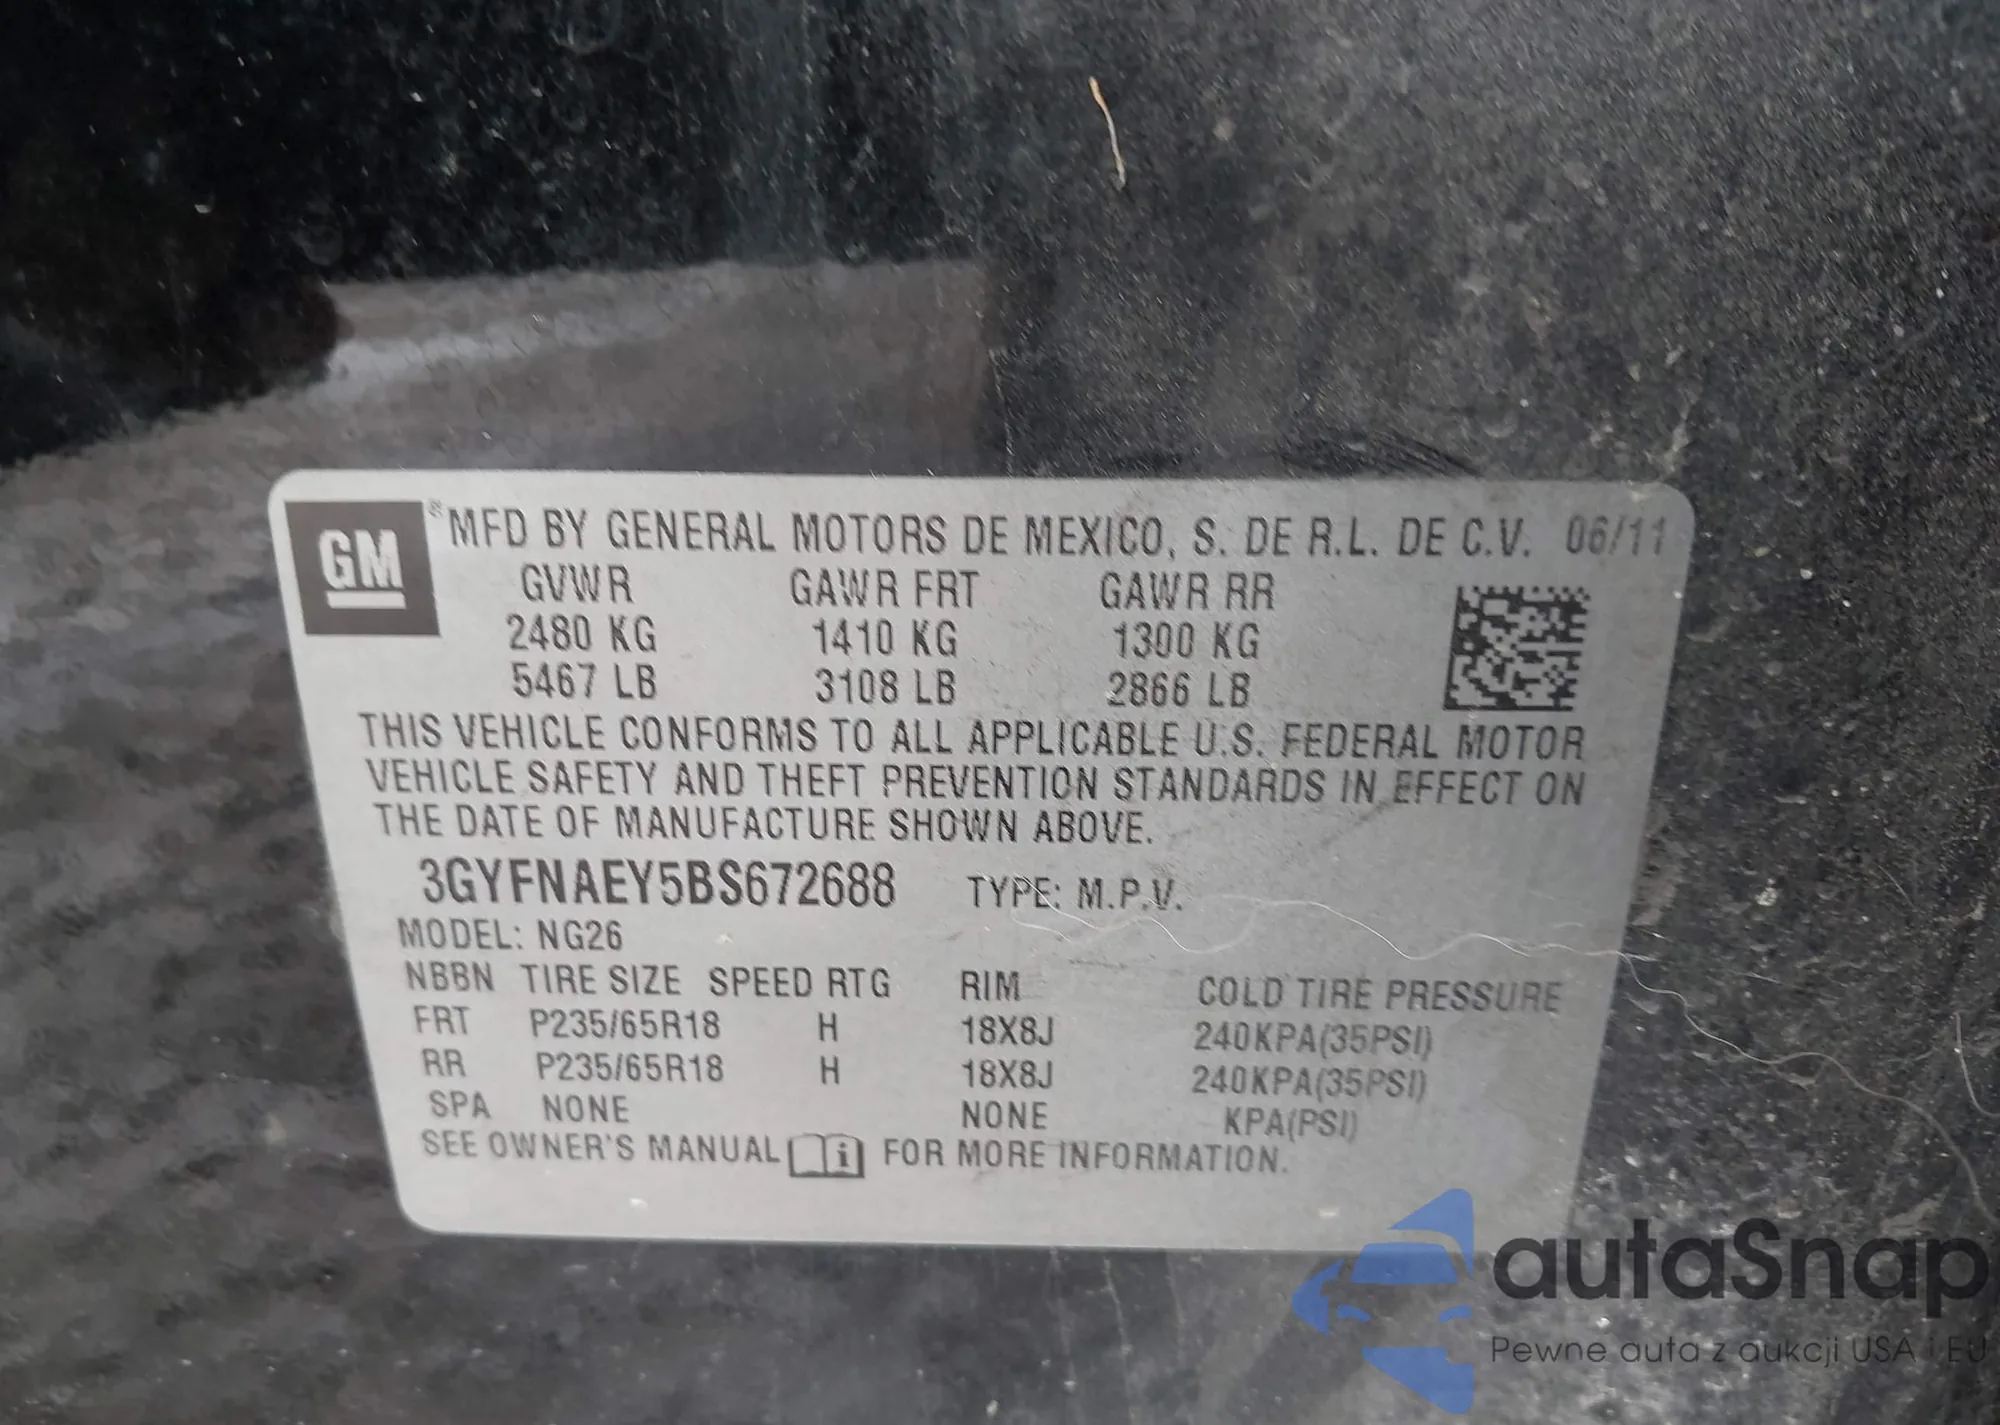 GM ® MFD BY GENERAL MOTORS DE MEXICO, S. DE R.L. DE C.V. 06/11
GVWR GAWR FRT GAWR RR
2480 KG 1410 KG 1300 KG
5467 LB 3108 LB 2866 LB
THIS VEHICLE CONFORMS TO ALL APPLICABLE U.S. FEDERAL MOTOR
VEHICLE SAFETY AND THEFT PREVENTION STANDARDS IN EFFECT ON
THE DATE OF MANUFACTURE SHOWN ABOVE.
3GYFNAEY5BS672688 TYPE: M.P.V.
MODEL: NG26
NBBN TIRE SIZE SPEED RTG RIM COLD TIRE PRESSURE
FRT P235/65R18 H 18X8J 240KPA(35PSI)
RR P235/65R18 H 18X8J 240KPA(35PSI)
SPA NONE NONE KPA(PSI)
SEE OWNER'S MANUAL i FOR MORE INFORMATION.
autaSnap
Pewne auta z aukcji USA i EU